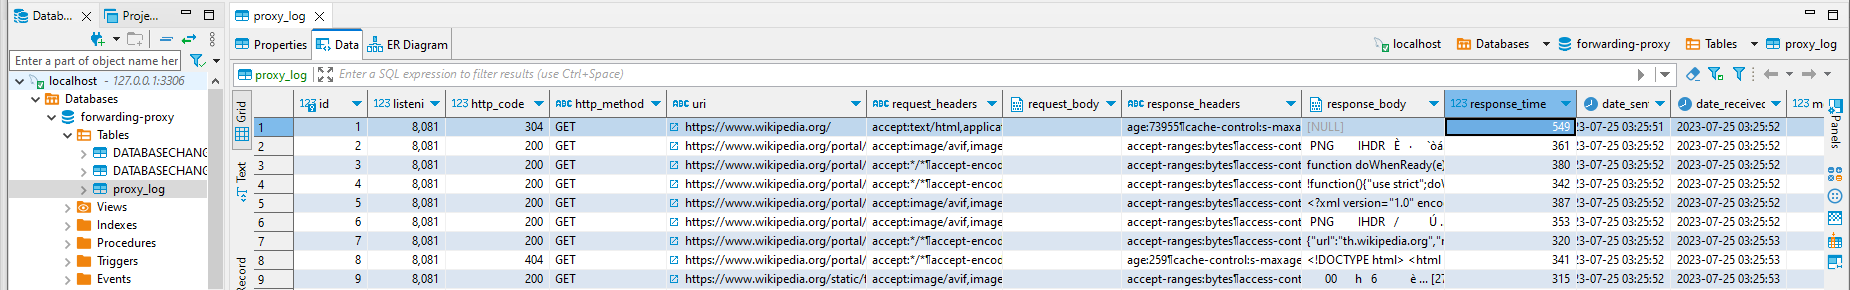 Datab... Proje... proxy_log
Properties Data ER Diagram localhost Databases forwarding-proxy Tables proxy_log
Enter a part of object name her
proxy_log Enter a SQL expression to filter results (use Ctrl+Space)
localhost - 127.0.0.1:3306
Databases
forwarding-proxy
Tables
DATABASECHANG
DATABASECHANG
proxy_log
Views
Indexes
Procedures
Triggers
Events
Grid
Text
Record
123 id 123 listeni 123 http_code ABC http_method ABC uri ABC request_headers request_body ABC response_headers response_body 123 response_time date_sent date_received 123 m
1 1 8,081 304 GET https://www.wikipedia.org/ accept:text/html,applica age:73955¶cache-control:s-maxa [NULL] 549 23-07-25 03:25:51 2023-07-25 03:25:52
2 2 8,081 200 GET https://www.wikipedia.org/portal/ accept:image/avif,image accept-ranges:bytes¶access-cont PNG IHDR È · `òá 361 23-07-25 03:25:52 2023-07-25 03:25:52
3 3 8,081 200 GET https://www.wikipedia.org/portal/ accept:*/*¶accept-encod accept-ranges:bytes¶access-cont function doWhenReady(e) 380 23-07-25 03:25:52 2023-07-25 03:25:52
4 4 8,081 200 GET https://www.wikipedia.org/portal/ accept:*/*¶accept-encod accept-ranges:bytes¶access-cont !function(){"use strict";doW 342 23-07-25 03:25:52 2023-07-25 03:25:52
5 5 8,081 200 GET https://www.wikipedia.org/portal/ accept:image/avif,image accept-ranges:bytes¶access-cont <?xml version="1.0" enco 387 23-07-25 03:25:52 2023-07-25 03:25:52
6 6 8,081 200 GET https://www.wikipedia.org/portal/ accept:image/avif,image accept-ranges:bytes¶access-cont PNG IHDR / Ú. 353 23-07-25 03:25:52 2023-07-25 03:25:52
7 7 8,081 200 GET https://www.wikipedia.org/portal/ accept:*/*¶accept-encod accept-ranges:bytes¶access-cont {"url":"th.wikipedia.org","r 320 23-07-25 03:25:52 2023-07-25 03:25:53
8 8 8,081 404 GET https://www.wikipedia.org/portal/ accept:*/*¶accept-encod age:259¶cache-control:s-maxage <!DOCTYPE html> <html 341 23-07-25 03:25:52 2023-07-25 03:25:53
9 9 8,081 200 GET https://www.wikipedia.org/static/f accept:image/avif,image accept-ranges:bytes¶access-cont 00 h 6 è ... [27 315 23-07-25 03:25:52 2023-07-25 03:25:53
Panels